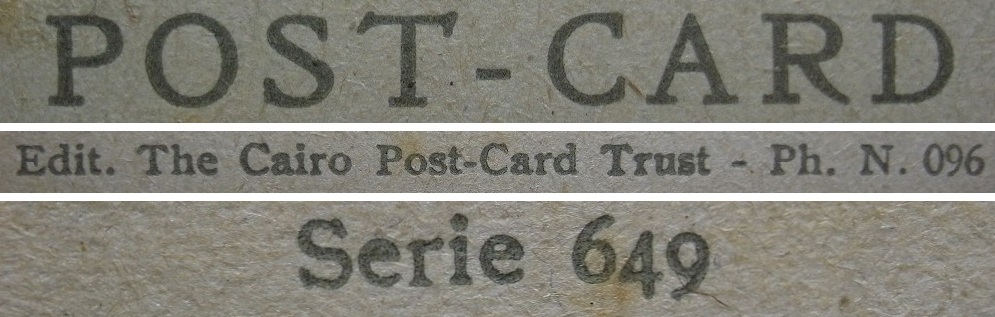 POST-CARD
Edit. The Cairo Post-Card Trust - Ph. N. 096
Serie 649